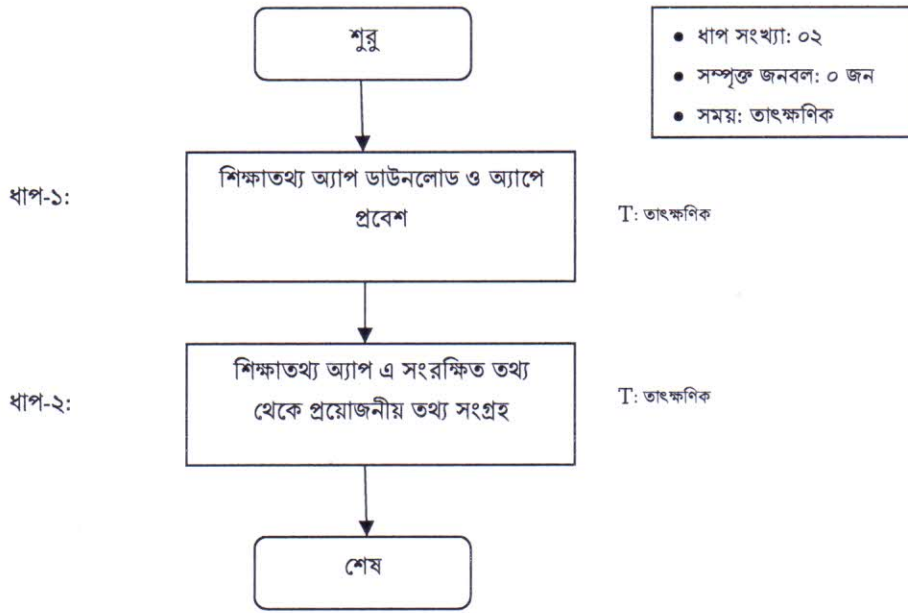 শুরু
● ধাপ সংখ্যা: ০২
● সম্পৃক্ত জনবল: ০ জন
● সময়: তাৎক্ষণিক
ধাপ-১:
শিক্ষাতথ্য অ্যাপ ডাউনলোড ও অ্যাপে
প্রবেশ
T: তাৎক্ষণিক
ধাপ-২:
শিক্ষাতথ্য অ্যাপ এ সংরক্ষিত তথ্য
থেকে প্রয়োজনীয় তথ্য সংগ্রহ
T: তাৎক্ষণিক
শেষ